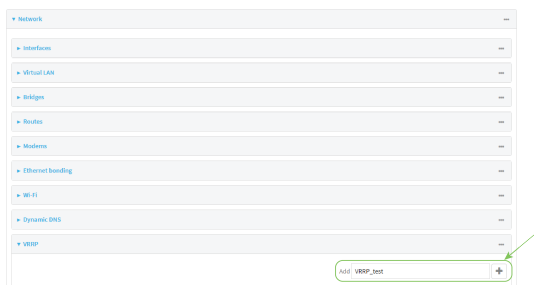 Network
Interfaces
Virtual LAN
Bridges
Routes
Modems
Ethernet bonding
Wi-Fi
Dynamic DNS
VRRP
Add VRRP_test